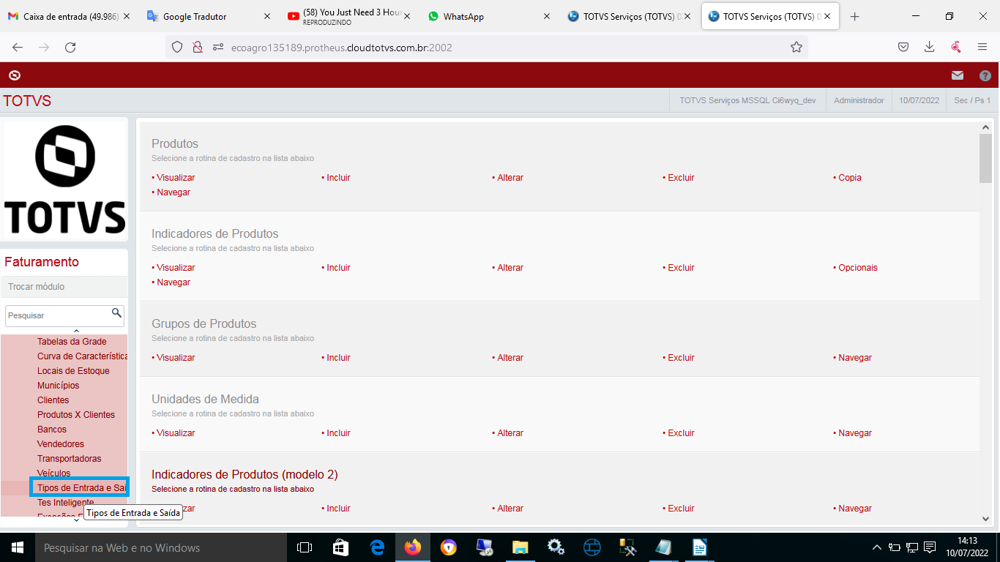 Caixa de entrada (49.986)
Google Tradutor
(58) You Just Need 3 Hour
REPRODUZINDO
WhatsApp
TOTVS Serviços (TOTVS) 0
TOTVS Serviços (TOTVS) 0
ecoagro135189.protheus.cloudtotvs.com.br:2002
TOTVS
TOTVS Serviços MSSQL Ci6wyq_dev
Administrador
10/07/2022
Sec / Ps 1
TOTVS
Faturamento
Trocar módulo
Pesquisar
Tabelas da Grade
Curva de Característica
Locais de Estoque
Municípios
Clientes
Produtos X Clientes
Bancos
Vendedores
Transportadoras
Veículos
Tipos de Entrada e Saí
Tes Inteligente
Tipos de Entrada e Saída
Produtos
Selecione a rotina de cadastro na lista abaixo
• Visualizar • Incluir • Alterar • Excluir • Copia
• Navegar
Indicadores de Produtos
Selecione a rotina de cadastro na lista abaixo
• Visualizar • Incluir • Alterar • Excluir • Opcionais
• Navegar
Grupos de Produtos
Selecione a rotina de cadastro na lista abaixo
• Visualizar • Incluir • Alterar • Excluir • Navegar
Unidades de Medida
Selecione a rotina de cadastro na lista abaixo
• Visualizar • Incluir • Alterar • Excluir • Navegar
Indicadores de Produtos (modelo 2)
Selecione a rotina de cadastro na lista abaixo
zar • Incluir • Alterar • Excluir • Navegar
Pesquisar na Web e no Windows
14:13
10/07/2022